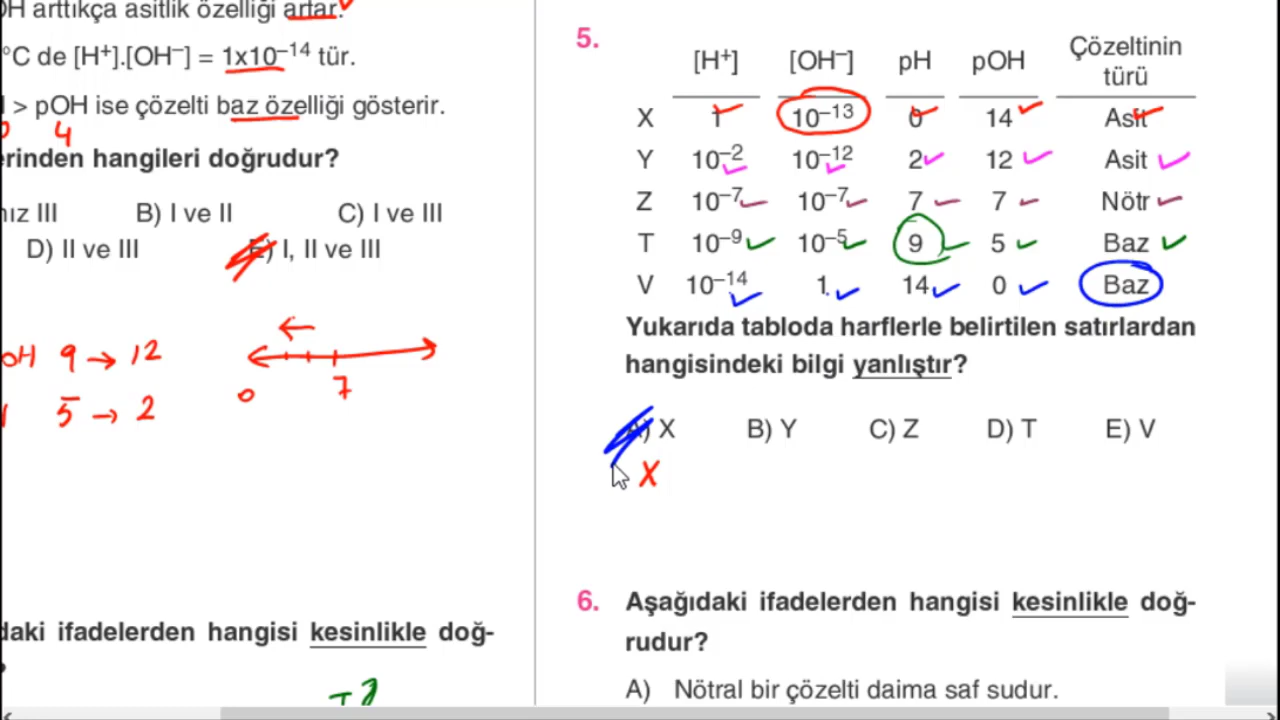 OH arttıkça asitlik özelliği artar.
°C de [H⁺].[OH⁻] = 1x10⁻¹⁴ tür.
> pOH ise çözelti baz özelliği gösterir.
4
erinden hangileri doğrudur?
nız III B) I ve II C) I ve III
D) II ve III E) I, II ve III
0 7
OH 9 → 12
5 → 2
daki ifadelerden hangisi kesinlikle doğ-
5.
[H⁺] [OH⁻] pH pOH Çözeltinin türü
X 1 10⁻¹³ 0 14 Asit
Y 10⁻² 10⁻¹² 2 12 Asit
Z 10⁻⁷ 10⁻⁷ 7 7 Nötr
T 10⁻⁹ 10⁻⁵ 9 5 Baz
V 10⁻¹⁴ 1 14 0 Baz
Yukarıda tabloda harflerle belirtilen satırlardan
hangisindeki bilgi yanlıştır?
A) X B) Y C) Z D) T E) V
X
6. Aşağıdaki ifadelerden hangisi kesinlikle doğ-
rudur?
A) Nötral bir çözelti daima saf sudur.